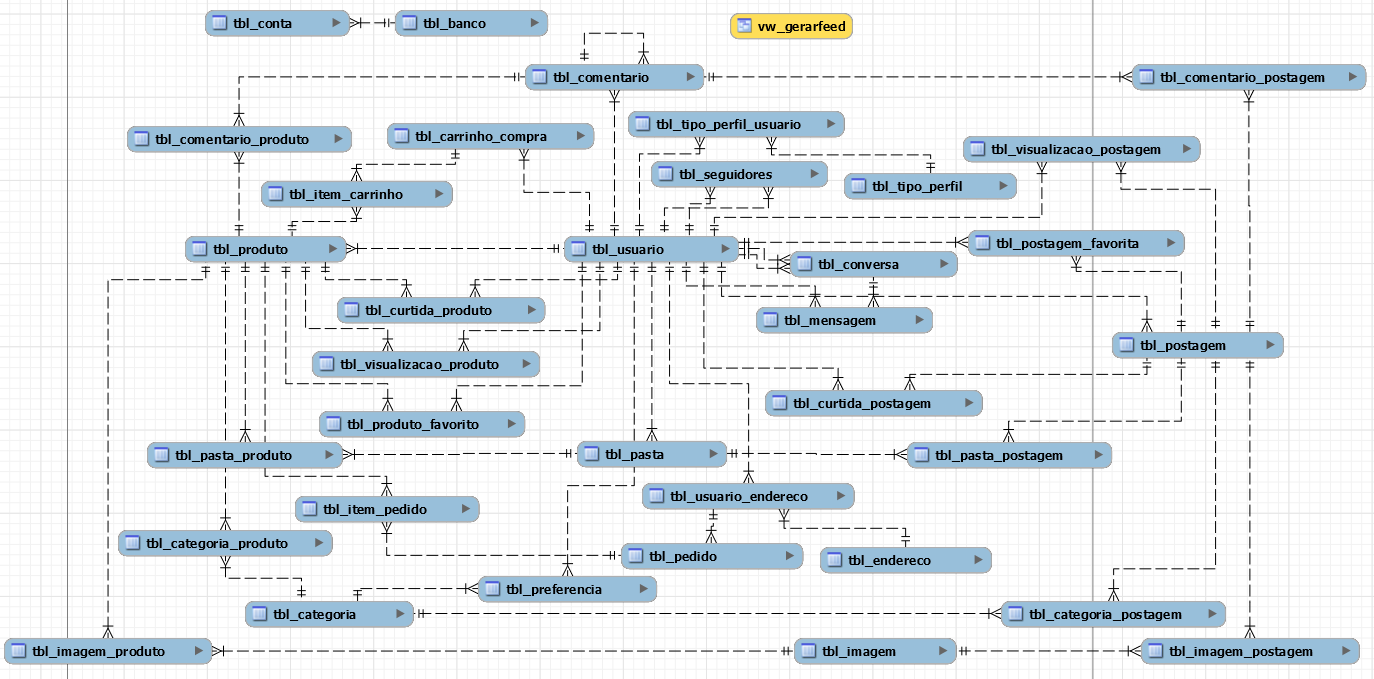 tbl_conta
tbl_banco
vw_gerarfeed
tbl_comentario
tbl_comentario_postagem
tbl_comentario_produto
tbl_carrinho_compra
tbl_tipo_perfil_usuario
tbl_visualizacao_postagem
tbl_seguidores
tbl_tipo_perfil
tbl_item_carrinho
tbl_produto
tbl_usuario
tbl_postagem_favorita
tbl_conversa
tbl_curtida_produto
tbl_mensagem
tbl_postagem
tbl_visualizacao_produto
tbl_curtida_postagem
tbl_produto_favorito
tbl_pasta_produto
tbl_pasta
tbl_pasta_postagem
tbl_usuario_endereco
tbl_item_pedido
tbl_categoria_produto
tbl_pedido
tbl_endereco
tbl_preferencia
tbl_categoria
tbl_categoria_postagem
tbl_imagem_produto
tbl_imagem
tbl_imagem_postagem